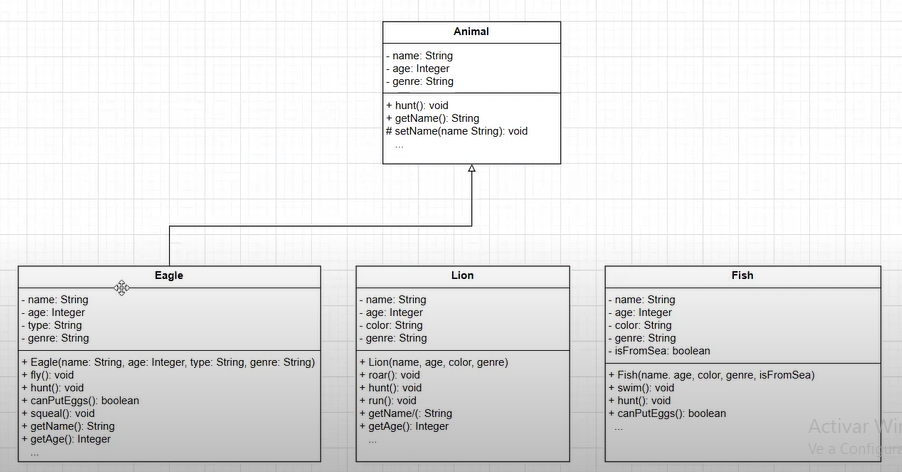 Animal
- name: String
- age: Integer
- genre: String
+ hunt(): void
+ getName(): String
# setName(name String): void
...
Eagle
- name: String
- age: Integer
- type: String
- genre: String
+ Eagle(name: String, age: Integer, type: String, genre: String)
+ fly(): void
+ hunt(): void
+ canPutEggs(): boolean
+ squeal(): void
+ getName(): String
+ getAge(): Integer
...
Lion
- name: String
- age: Integer
- color: String
- genre: String
+ Lion(name, age, color, genre)
+ roar(): void
+ hunt(): void
+ run(): void
+ getName/(: String
+ getAge(): Integer
...
Fish
- name: String
- age: Integer
- color: String
- genre: String
- isFromSea: boolean
+ Fish(name. age, color, genre, isFromSea)
+ swim(): void
+ hunt(): void
+ canPutEggs(): boolean
...
Activar Win
Ve a Configura